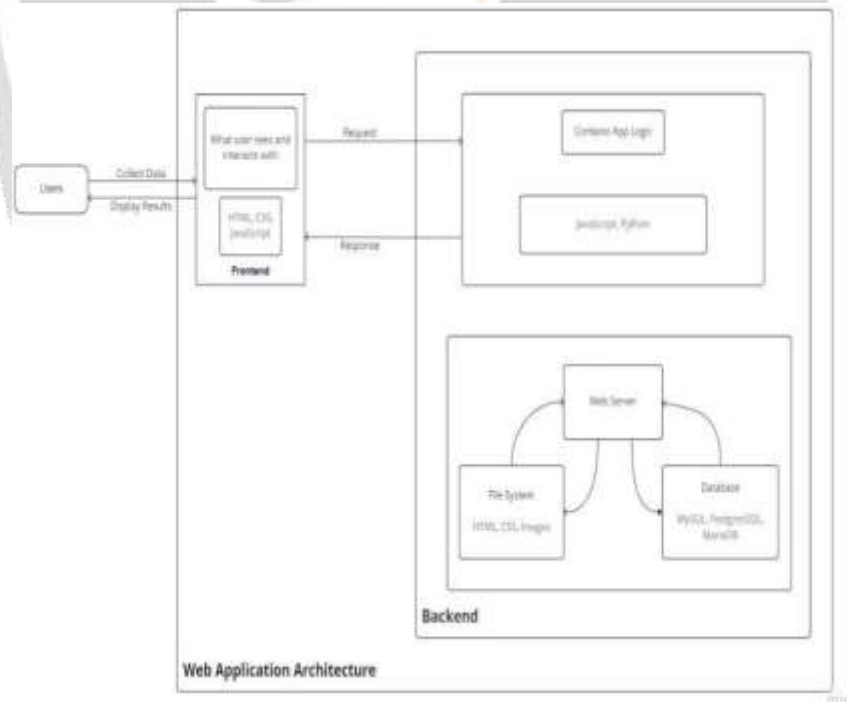 Users
Collect Data
Display Results
What user sees and
interacts with
HTML, CSS,
JavaScript
Frontend
Request
Response
Contains App Logic
JavaScript, Python
Web Server
File System
HTML, CSS, Images
Database
MySQL, PostgreSQL,
MariaDB
Backend
Web Application Architecture